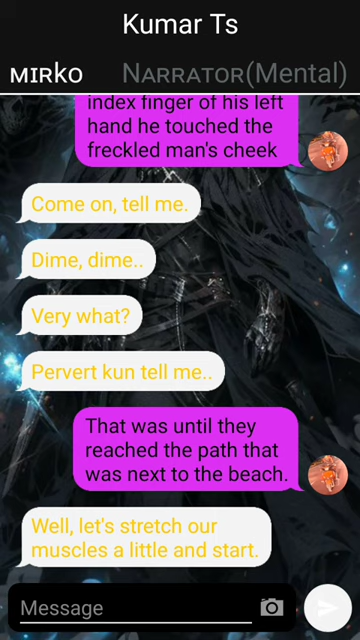 Kumar Ts
MIRKO
NARRATOR(Mental)
index finger of his left
hand he touched the
freckled man's cheek
Come on, tell me.
Dime, dime..
Very what?
Pervert kun tell me..
That was until they
reached the path that
was next to the beach.
Well, let's stretch our
muscles a little and start.
Message